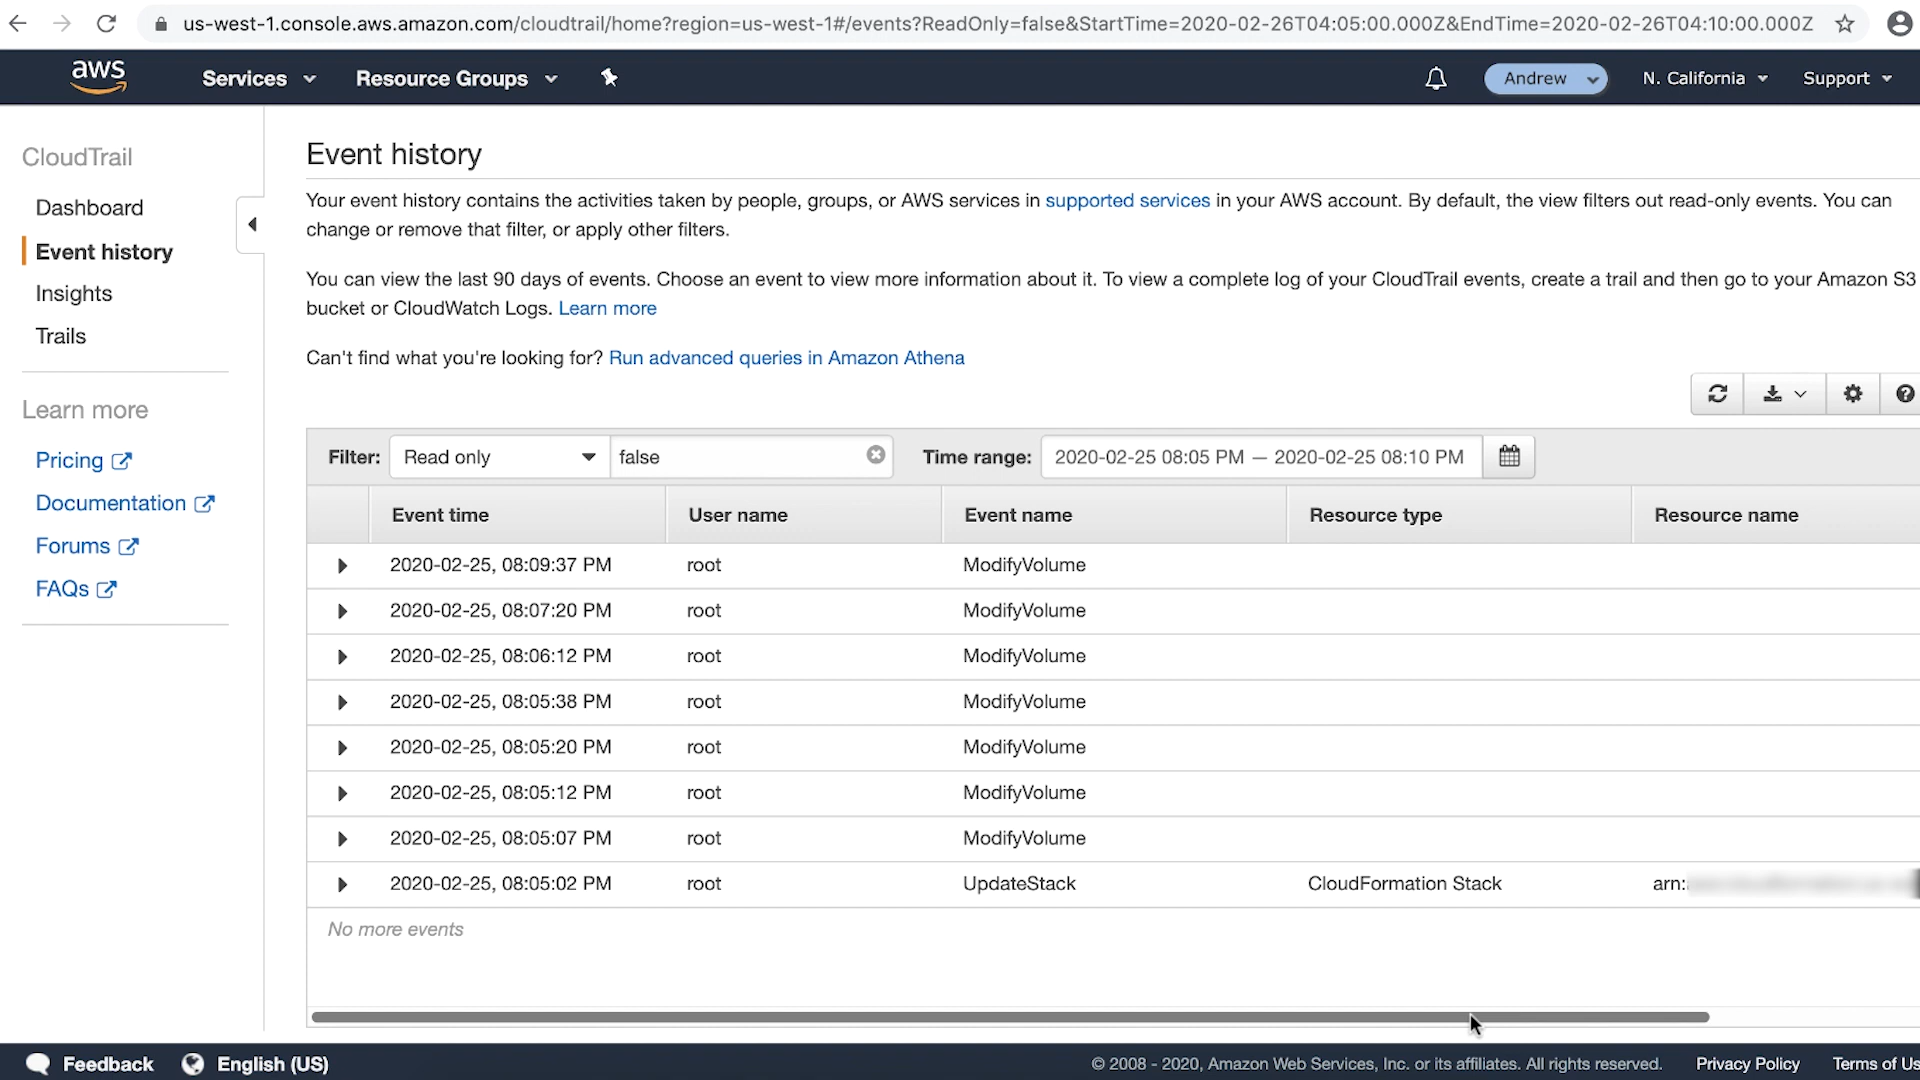 us-west-1.console.aws.amazon.com/cloudtrail/home?region=us-west-1#/events?ReadOnly=false&StartTime=2020-02-26T04:05:00.000Z&EndTime=2020-02-26T04:10:00.000Z
aws Services Resource Groups Andrew N. California Support
CloudTrail
Dashboard
Event history
Insights
Trails
Learn more
Pricing
Documentation
Forums
FAQs
Event history
Your event history contains the activities taken by people, groups, or AWS services in supported services in your AWS account. By default, the view filters out read-only events. You can
change or remove that filter, or apply other filters.
You can view the last 90 days of events. Choose an event to view more information about it. To view a complete log of your CloudTrail events, create a trail and then go to your Amazon S3
bucket or CloudWatch Logs. Learn more
Can't find what you're looking for? Run advanced queries in Amazon Athena
Filter: Read only false Time range: 2020-02-25 08:05 PM — 2020-02-25 08:10 PM
Event time User name Event name Resource type Resource name
2020-02-25, 08:09:37 PM root ModifyVolume
2020-02-25, 08:07:20 PM root ModifyVolume
2020-02-25, 08:06:12 PM root ModifyVolume
2020-02-25, 08:05:38 PM root ModifyVolume
2020-02-25, 08:05:20 PM root ModifyVolume
2020-02-25, 08:05:12 PM root ModifyVolume
2020-02-25, 08:05:07 PM root ModifyVolume
2020-02-25, 08:05:02 PM root UpdateStack CloudFormation Stack arn:
No more events
Feedback English (US) © 2008 - 2020, Amazon Web Services, Inc. or its affiliates. All rights reserved. Privacy Policy Terms of Us